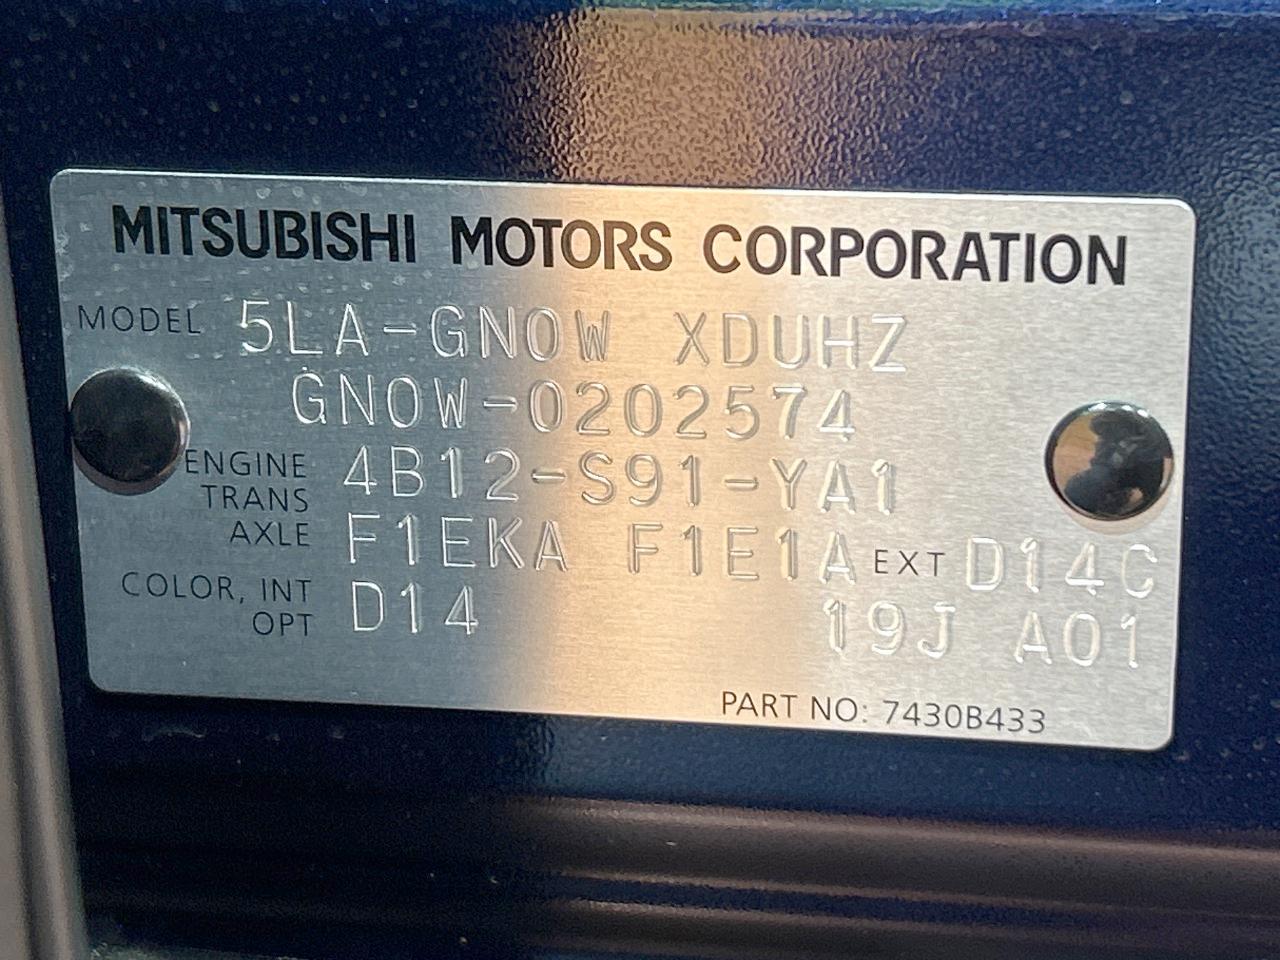 MITSUBISHI MOTORS CORPORATION
MODEL 5LA-GN0W XDUHZ
GN0W-0202574
ENGINE 4B12-S91-YA1
TRANS
AXLE F1EKA F1E1A EXT D14C
COLOR, INT D14
OPT 19J A01
PART NO: 7430B433